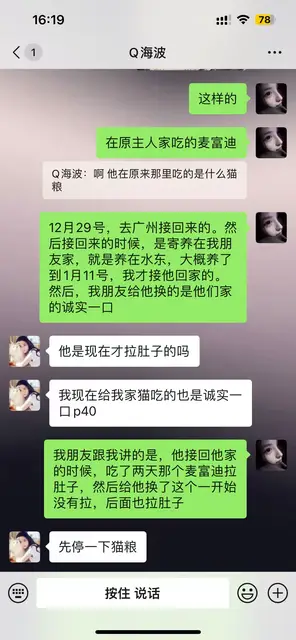 16:19
78
1
Q海波
这样的
在原主人家吃的麦富迪
Q海波：啊 他在原来那里吃的是什么猫
粮
12月29号，去广州接回来的。然
后接回来的时候，是寄养在我朋
友家，就是养在水东，大概养了
到1月11号，我才接他回家的。
然后，我朋友给他换的是他们家
的诚实一口
他是现在才拉肚子的吗
我现在给我家猫吃的也是诚实一
口p40
我朋友跟我讲的是，他接回他家
的时候，吃了两天那个麦富迪拉
肚子，然后给他换了这个一开始
没有拉，后面也拉肚子
先停一下猫粮
按住 说话